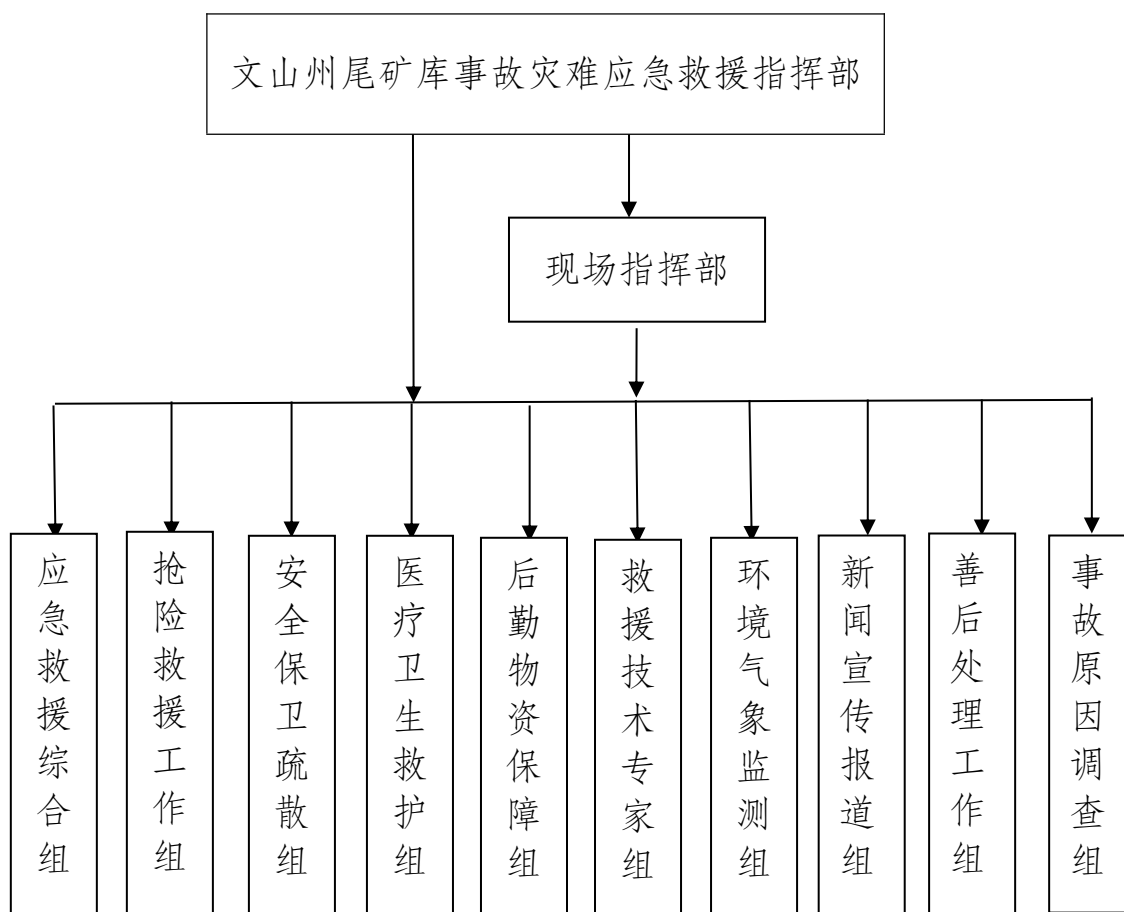 文山州尾矿库事故灾难应急救援指挥部
现场指挥部
应急救援综合组
抢险救援工作组
安全保卫疏散组
医疗卫生救护组
后勤物资保障组
救援技术专家组
环境气象监测组
新闻宣传报道组
善后处理工作组
事故原因调查组